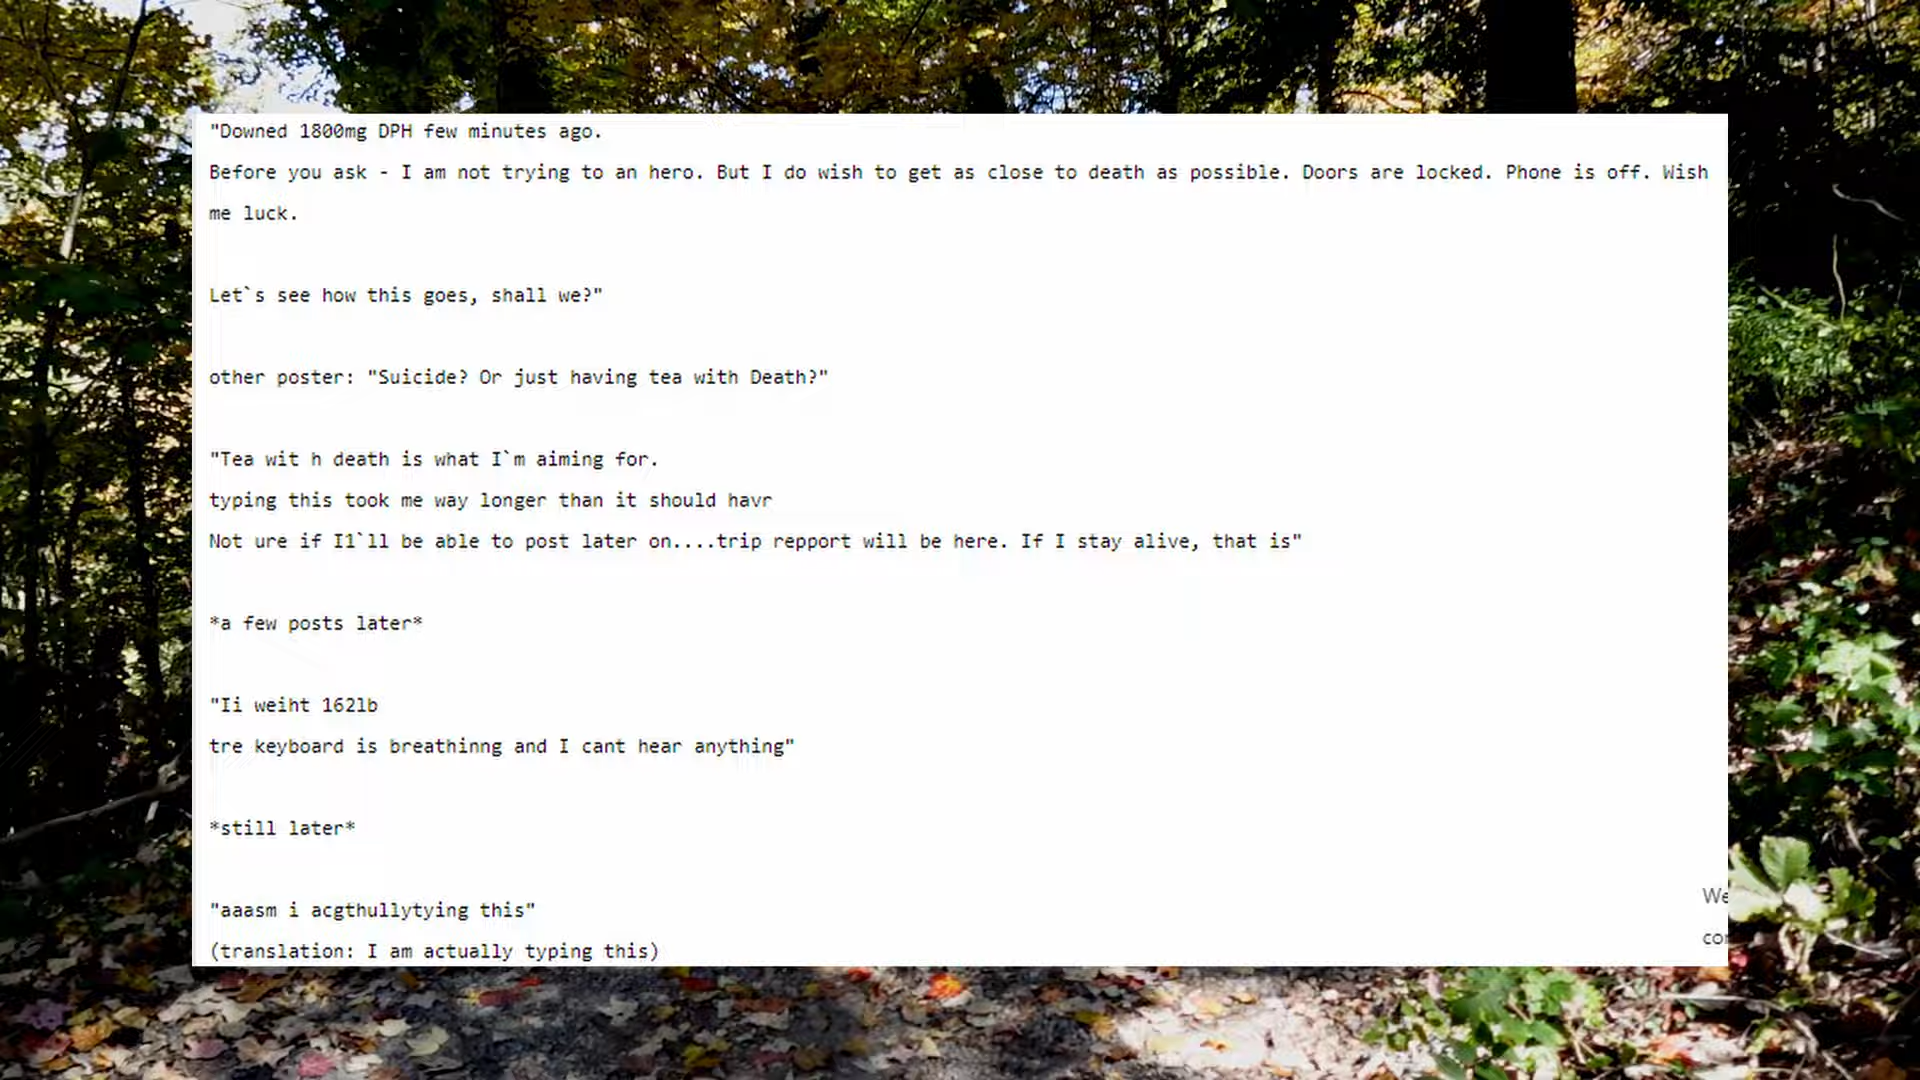 "Downed 1800mg DPH few minutes ago.
Before you ask - I am not trying to an hero. But I do wish to get as close to death as possible. Doors are locked. Phone is off. Wish
me luck.
Let`s see how this goes, shall we?"
other poster: "Suicide? Or just having tea with Death?"
"Tea wit h death is what I`m aiming for.
typing this took me way longer than it should havr
Not ure if I1`ll be able to post later on....trip repport will be here. If I stay alive, that is"
*a few posts later*
"Ii weiht 162lb
tre keyboard is breathinng and I cant hear anything"
*still later*
We
"aaasm i acgthullytying this"
con
(translation: I am actually typing this)